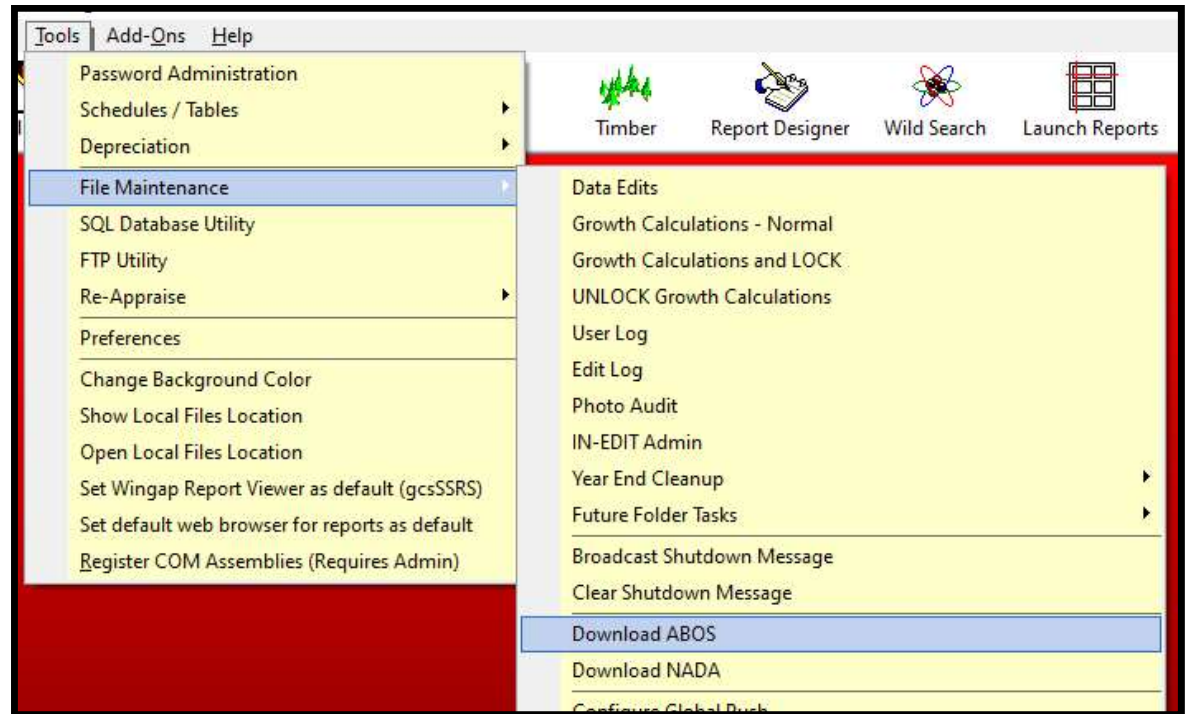 Tools Add-Ons Help
Timber Report Designer Wild Search Launch Reports
Password Administration
Schedules / Tables
Depreciation
File Maintenance
SQL Database Utility
FTP Utility
Re-Appraise
Preferences
Change Background Color
Show Local Files Location
Open Local Files Location
Set Wingap Report Viewer as default (gcsSSRS)
Set default web browser for reports as default
Register COM Assemblies (Requires Admin)
Data Edits
Growth Calculations - Normal
Growth Calculations and LOCK
UNLOCK Growth Calculations
User Log
Edit Log
Photo Audit
IN-EDIT Admin
Year End Cleanup
Future Folder Tasks
Broadcast Shutdown Message
Clear Shutdown Message
Download ABOS
Download NADA
Configure Global Push